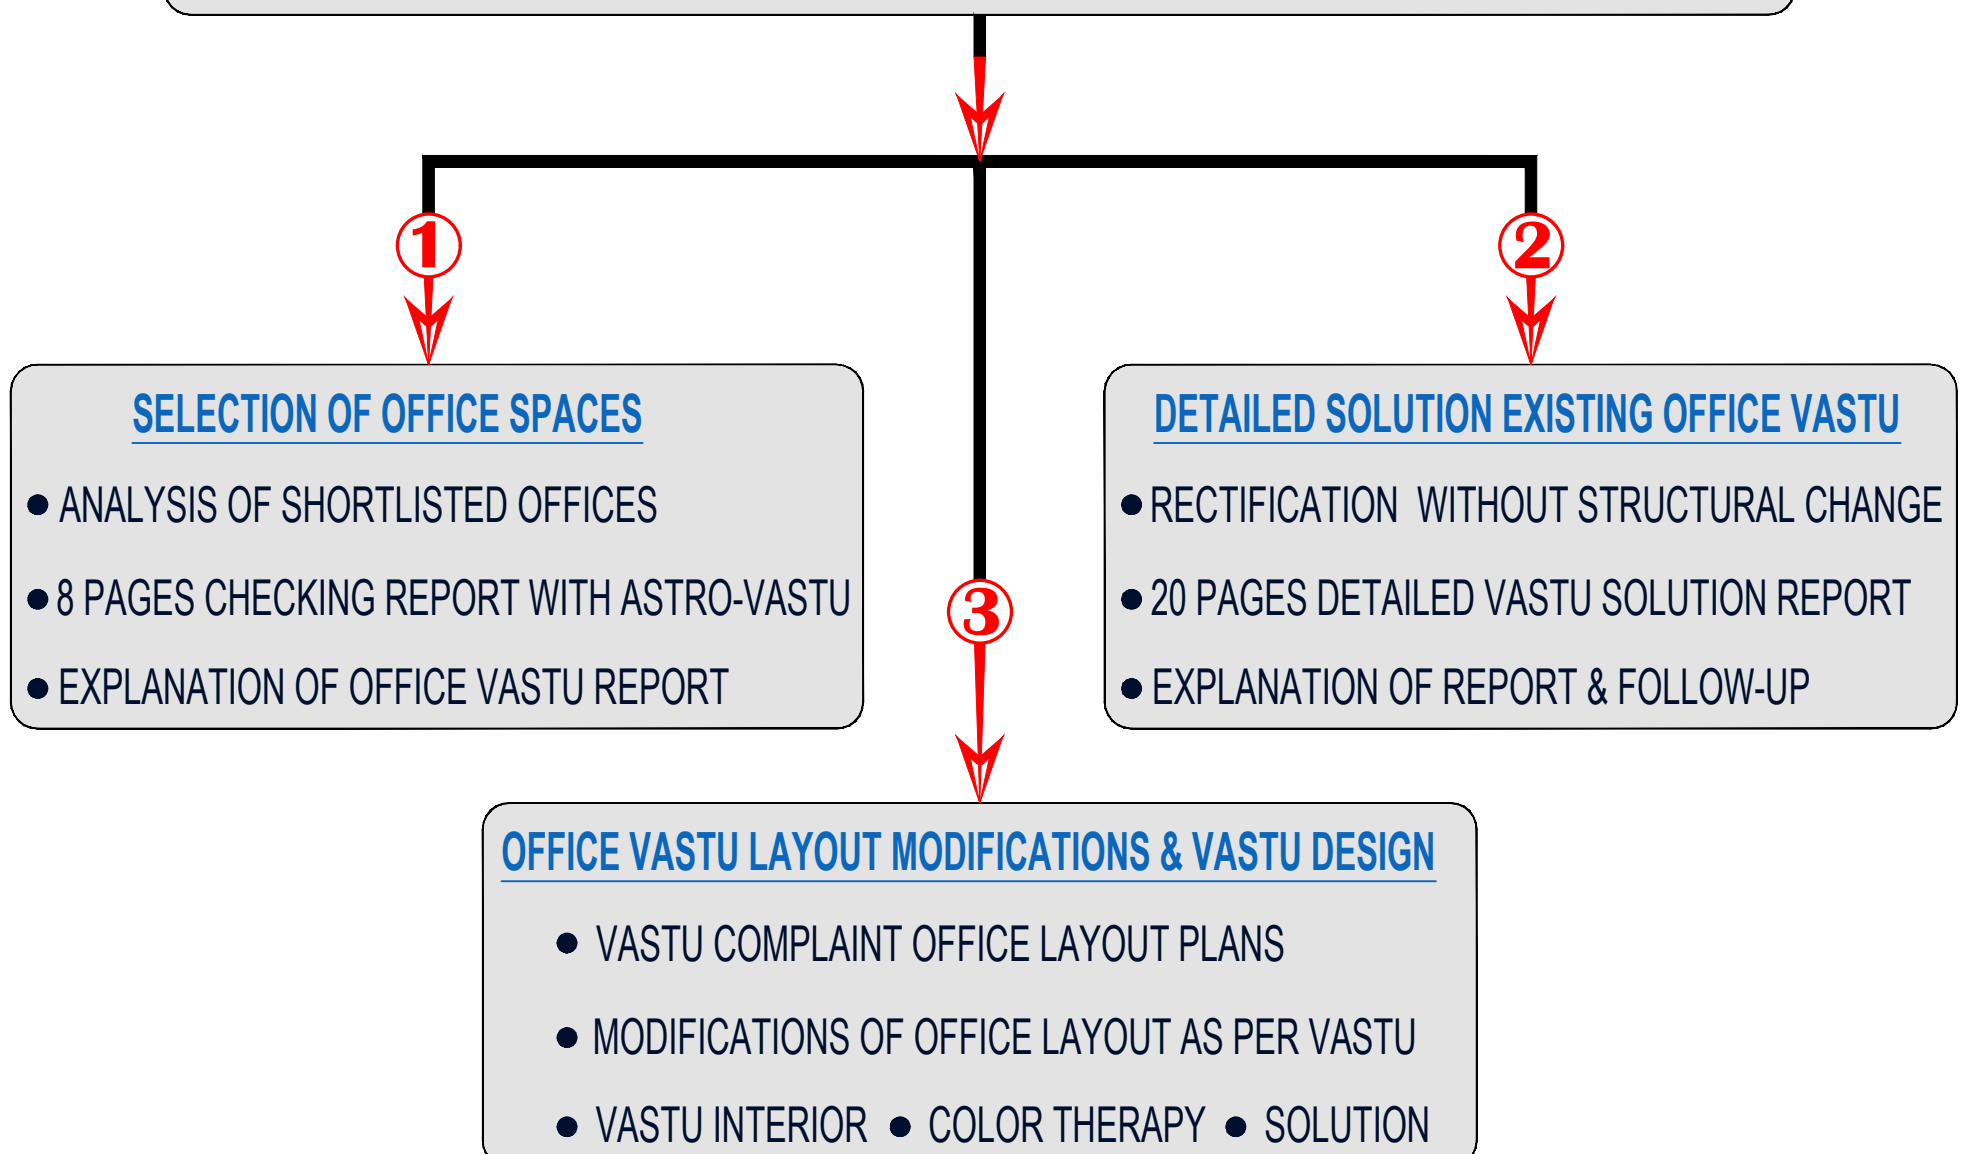 1
SELECTION OF OFFICE SPACES
● ANALYSIS OF SHORTLISTED OFFICES
● 8 PAGES CHECKING REPORT WITH ASTRO-VASTU
● EXPLANATION OF OFFICE VASTU REPORT
2
DETAILED SOLUTION EXISTING OFFICE VASTU
● RECTIFICATION WITHOUT STRUCTURAL CHANGE
● 20 PAGES DETAILED VASTU SOLUTION REPORT
● EXPLANATION OF REPORT & FOLLOW-UP
3
OFFICE VASTU LAYOUT MODIFICATIONS & VASTU DESIGN
● VASTU COMPLAINT OFFICE LAYOUT PLANS
● MODIFICATIONS OF OFFICE LAYOUT AS PER VASTU
● VASTU INTERIOR ● COLOR THERAPY ● SOLUTION